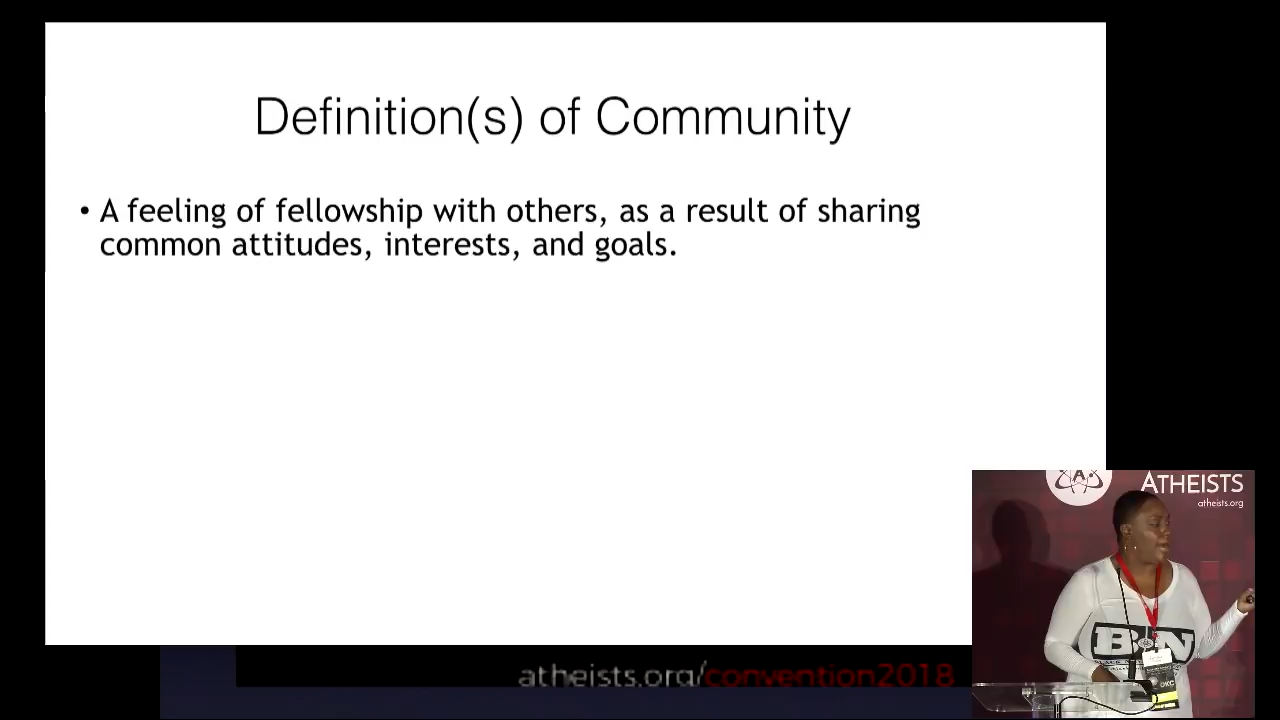 Definition(s) of Community
• A feeling of fellowship with others, as a result of sharing
common attitudes, interests, and goals.
A
ATHEISTS
atheists.org
B N
OKC
atheists.org/convention2018